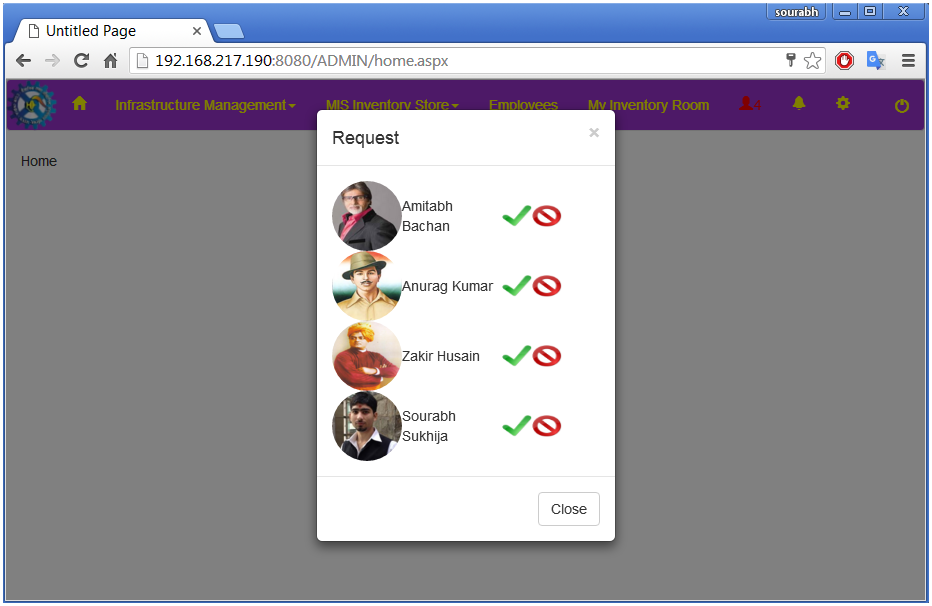 sourabh
Untitled Page
192.168.217.190:8080/ADMIN/home.aspx
Infrastructure Management
MIS Inventory Store
Employees
My Inventory Room
4
Home
Request
×
Amitabh
Bachan
Anurag Kumar
Zakir Husain
Sourabh
Sukhija
Close